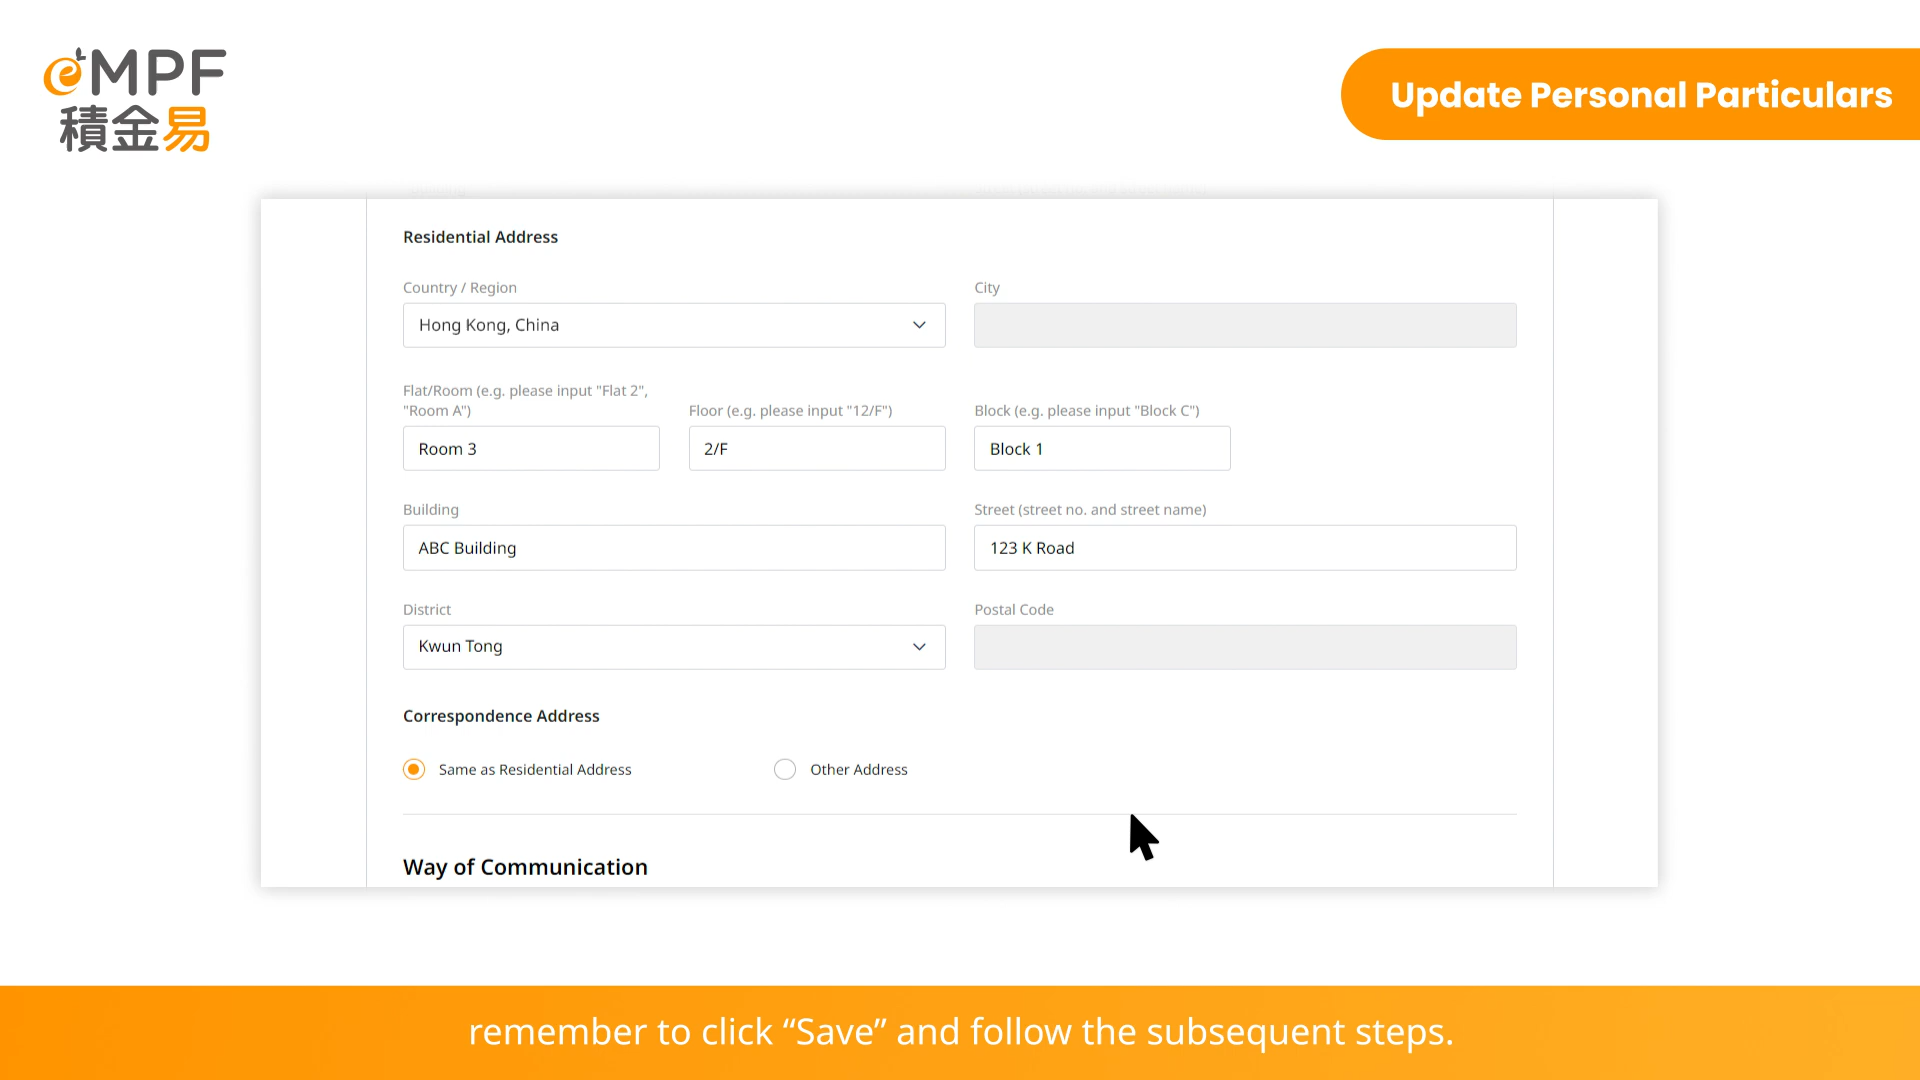 eMPF
積金易
Update Personal Particulars
Residential Address
Country / Region
City
Hong Kong, China
Flat/Room (e.g. please input "Flat 2",
"Room A")
Floor (e.g. please input "12/F")
Block (e.g. please input "Block C")
Room 3
2/F
Block 1
Building
Street (street no. and street name)
ABC Building
123 K Road
District
Postal Code
Kwun Tong
Correspondence Address
Same as Residential Address
Other Address
Way of Communication
remember to click “Save” and follow the subsequent steps.